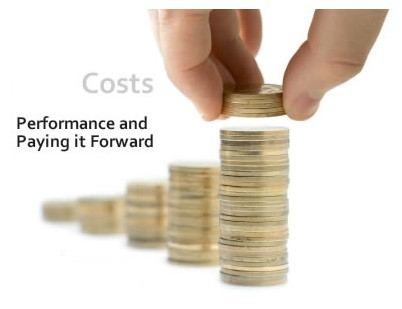 Costs
Performance and
Paying it Forward